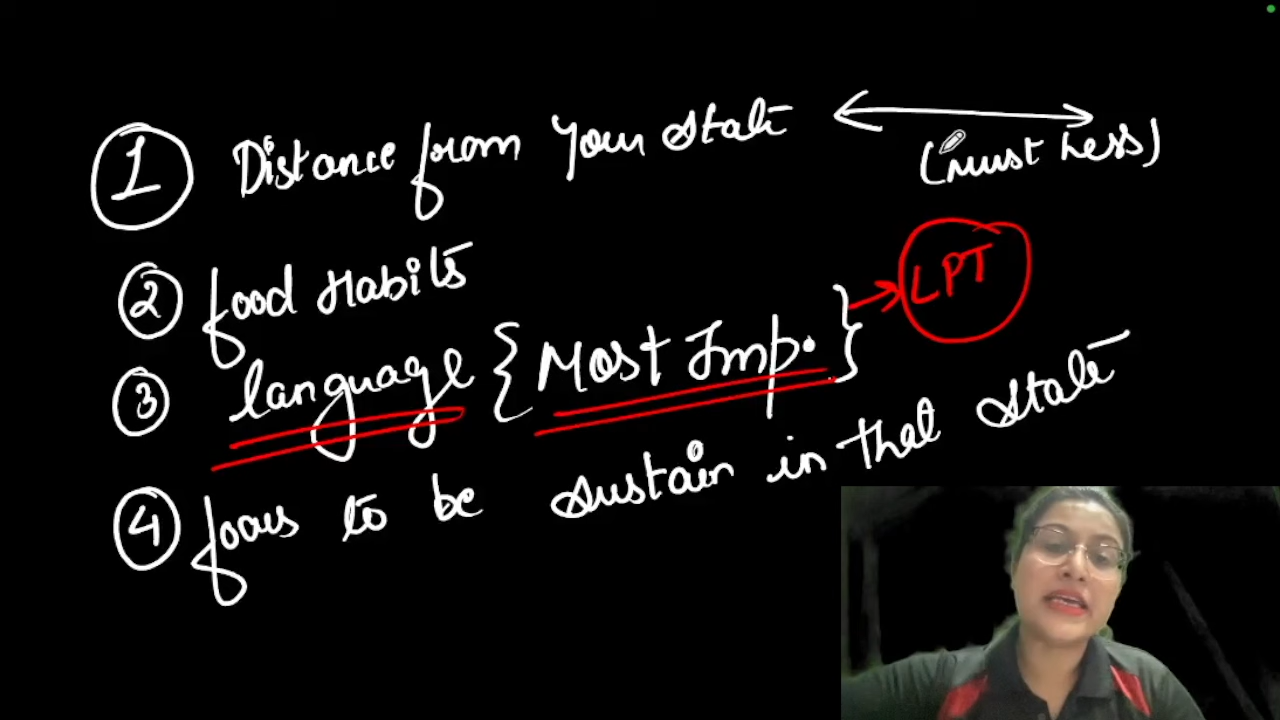 1 Distance from Your State (must Less)
2 food Habits
3 language {Most Imp.} → LPT
4 focus to be sustain in that state